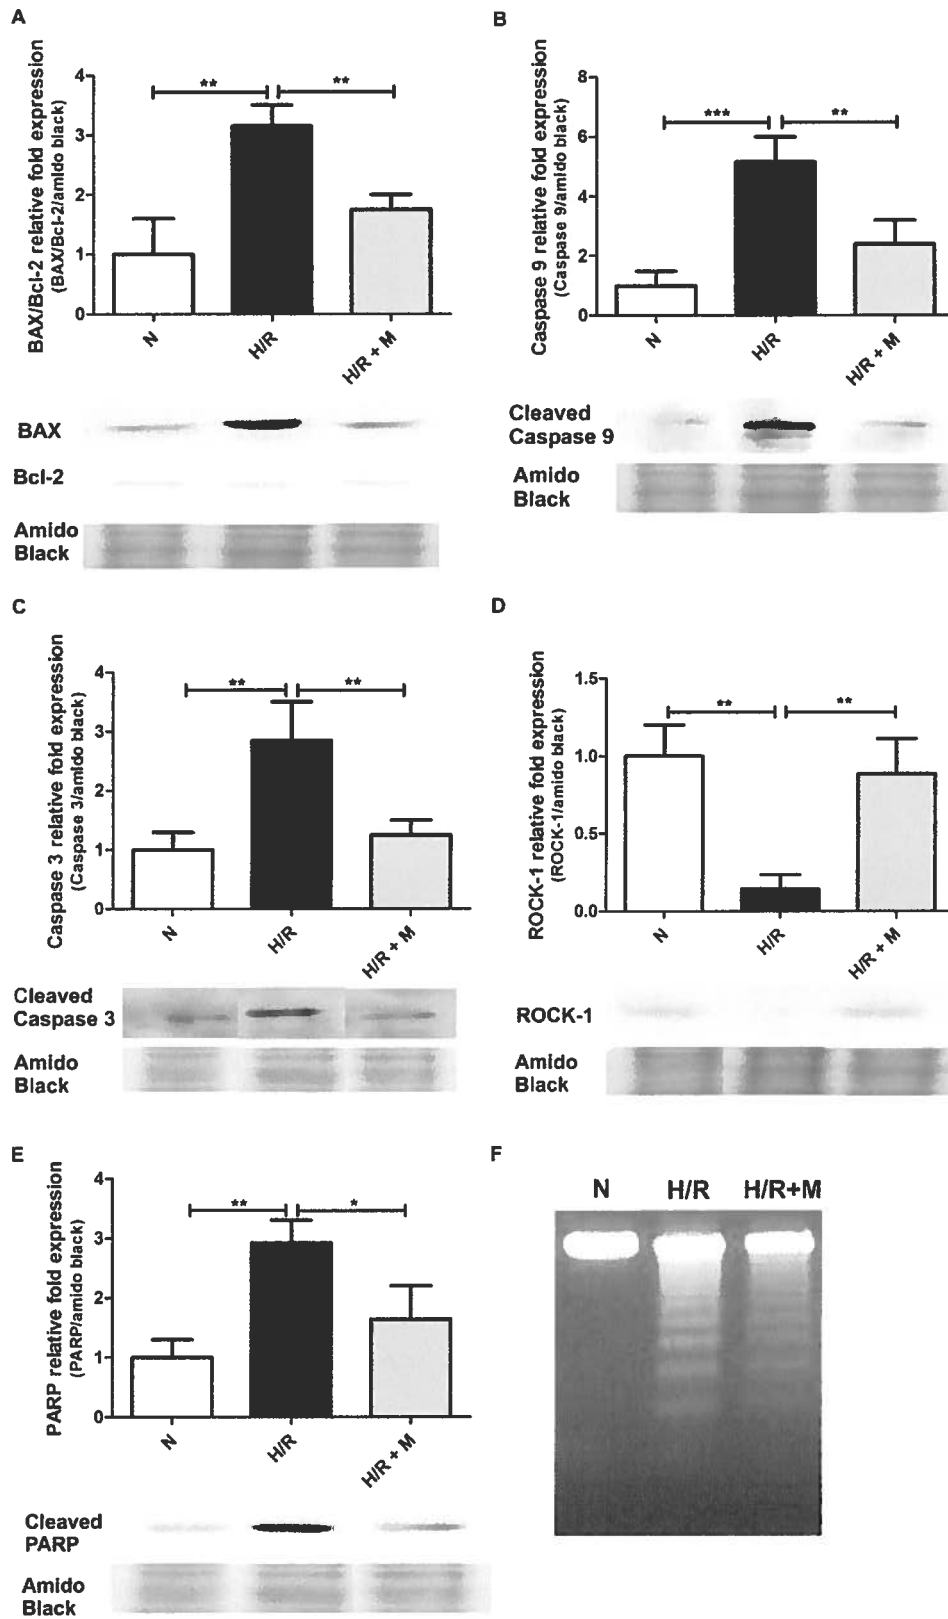 A
BAX/Bcl-2 relative fold expression
(BAX/Bcl-2/amido black)
4
3
2
1
0
**
**
N
H/R
H/R + M
BAX
Bcl-2
Amido
Black
B
Caspase 9 relative fold expression
(Caspase 9/amido black)
8
6
4
2
0
***
**
N
H/R
H/R + M
Cleaved
Caspase 9
Amido
Black
C
Caspase 3 relative fold expression
(Caspase 3/amido black)
4
3
2
1
0
**
**
N
H/R
H/R + M
Cleaved
Caspase 3
Amido
Black
D
ROCK-1 relative fold expression
(ROCK-1/amido black)
1.5
1.0
0.5
0.0
**
**
N
H/R
H/R + M
ROCK-1
Amido
Black
E
PARP relative fold expression
(PARP/amido black)
4
3
2
1
0
**
*
N
H/R
H/R + M
Cleaved
PARP
Amido
Black
F
N H/R H/R+M